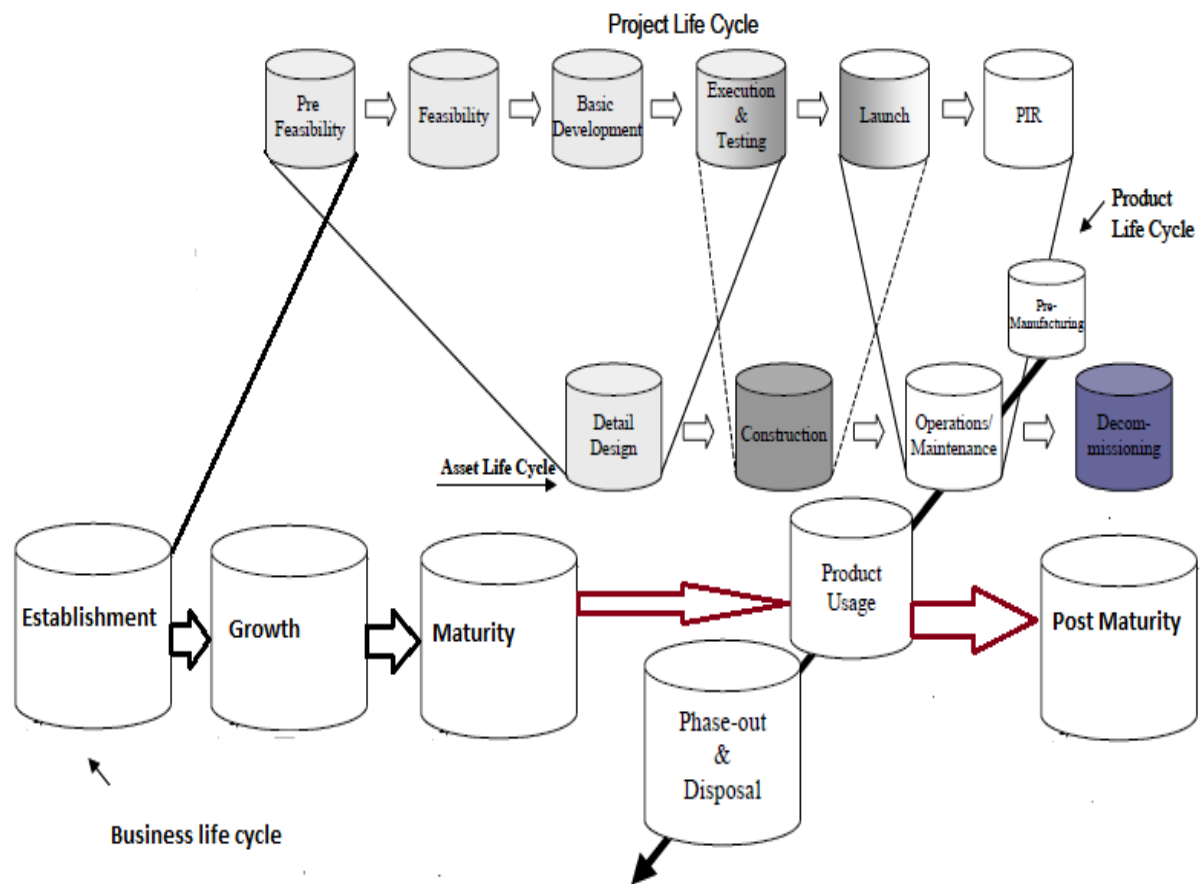 Project Life Cycle
Pre
Feasibility
Feasibility
Basic
Development
Execution
&
Testing
Launch
PIR
Product
Life Cycle
Pre-
Manufacturing
Detail
Design
Construction
Operations/
Maintenance
Decom-
missioning
Asset Life Cycle
Establishment
Growth
Maturity
Product
Usage
Post Maturity
Phase-out
&
Disposal
Business life cycle